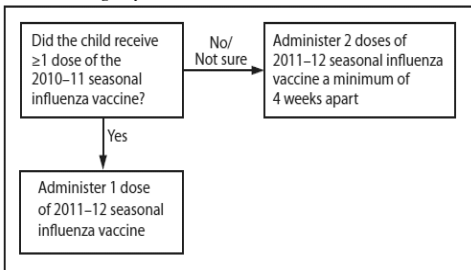 Did the child receive
≥1 dose of the
2010–11 seasonal
influenza vaccine?
No/
Not sure
Administer 2 doses of
2011–12 seasonal influenza
vaccine a minimum of
4 weeks apart
Yes
Administer 1 dose
of 2011–12 seasonal
influenza vaccine